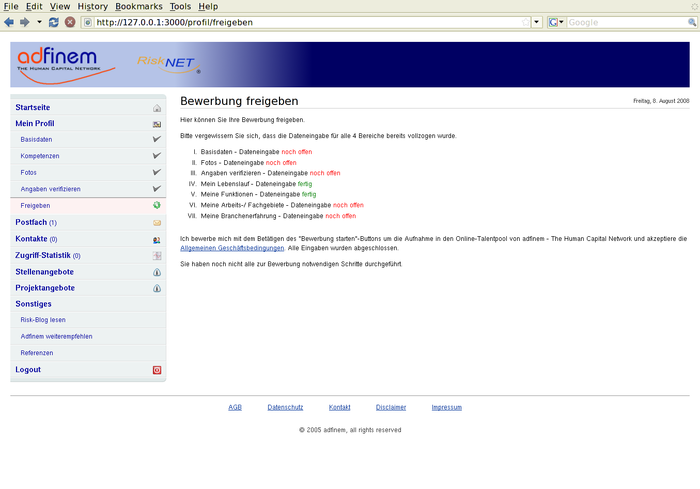 File Edit View History Bookmarks Tools Help
http://127.0.0.1:3000/profil/freigeben
G Google
adfinem
The Human Capital Network
RiskNET
Startseite
Mein Profil
Basisdaten
Kompetenzen
Fotos
Angaben verifizieren
Freigeben
Postfach (1)
Kontakte (0)
Zugriff-Statistik (0)
Stellenangebote
Projektangebote
Sonstiges
Risk-Blog lesen
Adfinem weiterempfehlen
Referenzen
Logout
Bewerbung freigeben
Freitag, 8. August 2008
Hier können Sie Ihre Bewerbung freigeben.
Bitte vergewissern Sie sich, dass die Dateneingabe für alle 4 Bereiche bereits vollzogen wurde.
I. Basisdaten - Dateneingabe noch offen
II. Fotos - Dateneingabe noch offen
III. Angaben verifizieren - Dateneingabe noch offen
IV. Mein Lebenslauf - Dateneingabe fertig
V. Meine Funktionen - Dateneingabe fertig
VI. Meine Arbeits-/ Fachgebiete - Dateneingabe noch offen
VII. Meine Branchenerfahrung - Dateneingabe noch offen
Ich bewerbe mich mit dem Betätigen des "Bewerbung starten"-Buttons um die Aufnahme in den Online-Talentpool von adfinem - The Human Capital Network und akzeptiere die
Allgemeinen Geschäftsbedingungen. Alle Eingaben wurden abgeschlossen.
Sie haben noch nicht alle zur Bewerbung notwendigen Schritte durchgeführt.
AGB Datenschutz Kontakt Disclaimer Impressum
© 2005 adfinem, all rights reserved